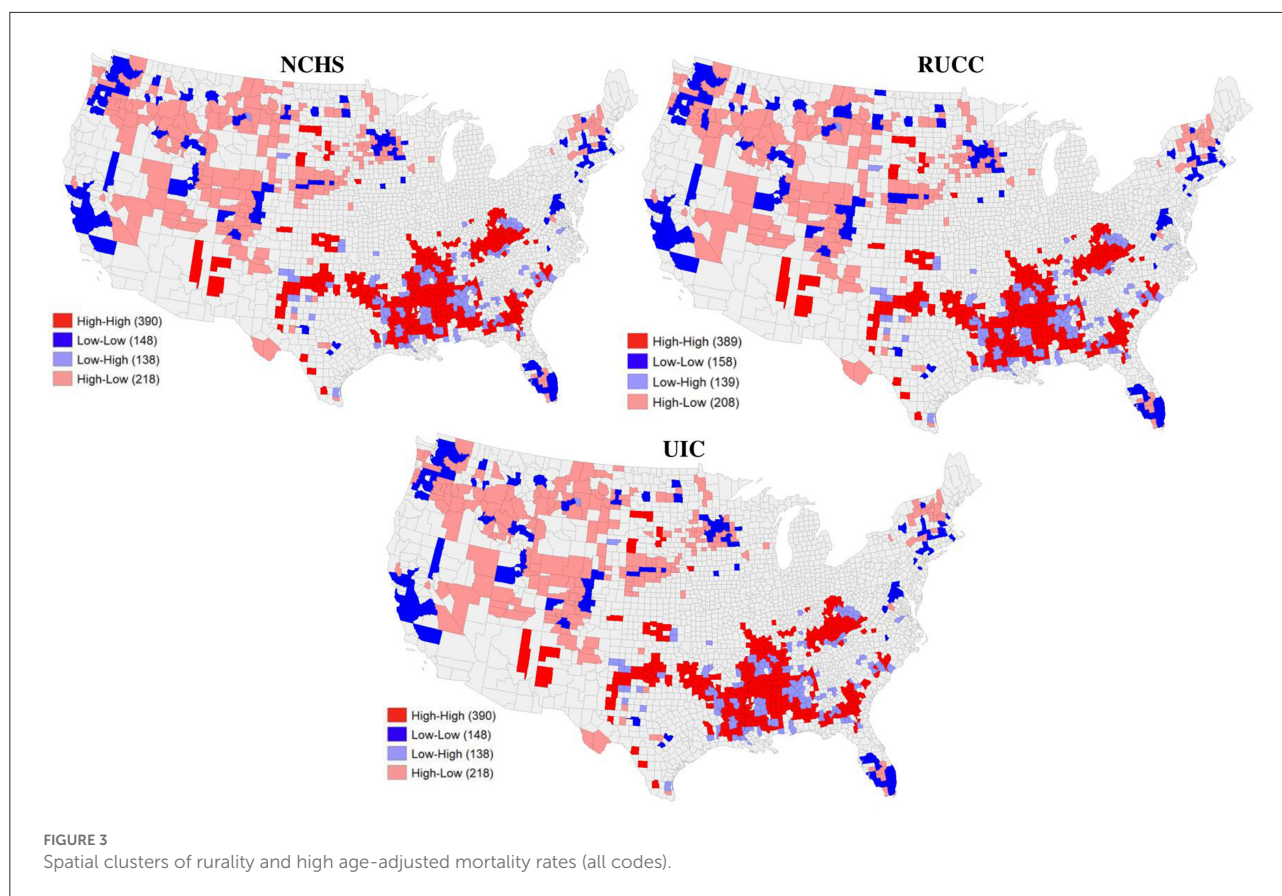 NCHS
High-High (390)
Low-Low (148)
Low-High (138)
High-Low (218)
RUCC
High-High (389)
Low-Low (158)
Low-High (139)
High-Low (208)
UIC
High-High (390)
Low-Low (148)
Low-High (138)
High-Low (218)
FIGURE 3
Spatial clusters of rurality and high age-adjusted mortality rates (all codes).